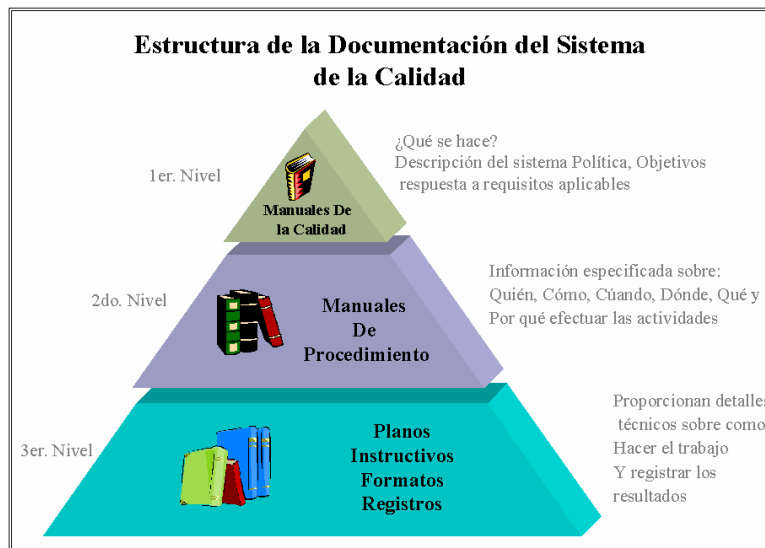 Estructura de la Documentación del Sistema
de la Calidad
1er. Nivel
Manuales De
la Calidad
¿Qué se hace?
Descripción del sistema Política, Objetivos
respuesta a requisitos aplicables
2do. Nivel
Manuales
De
Procedimiento
Información especificada sobre:
Quién, Cómo, Cúando, Dónde, Qué y
Por qué efectuar las actividades
3er. Nivel
Planos
Instructivos
Formatos
Registros
Proporcionan detalles
técnicos sobre como
Hacer el trabajo
Y registrar los
resultados